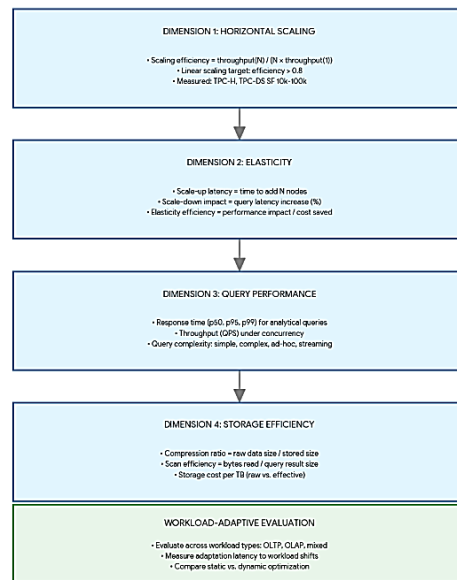 DIMENSION 1: HORIZONTAL SCALING
• Scaling efficiency = throughput(N) / (N × throughput(1))
• Linear scaling target: efficiency > 0.8
• Measured: TPC-H, TPC-DS SF 10k-100k
DIMENSION 2: ELASTICITY
• Scale-up latency = time to add N nodes
• Scale-down impact = query latency increase (%)
• Elasticity efficiency = performance impact / cost saved
DIMENSION 3: QUERY PERFORMANCE
• Response time (p50, p95, p99) for analytical queries
• Throughput (QPS) under concurrency
• Query complexity: simple, complex, ad-hoc, streaming
DIMENSION 4: STORAGE EFFICIENCY
• Compression ratio = raw data size / stored size
• Scan efficiency = bytes read / query result size
• Storage cost per TB (raw vs. effective)
WORKLOAD-ADAPTIVE EVALUATION
• Evaluate across workload types: OLTP, OLAP, mixed
• Measure adaptation latency to workload shifts
• Compare static vs. dynamic optimization